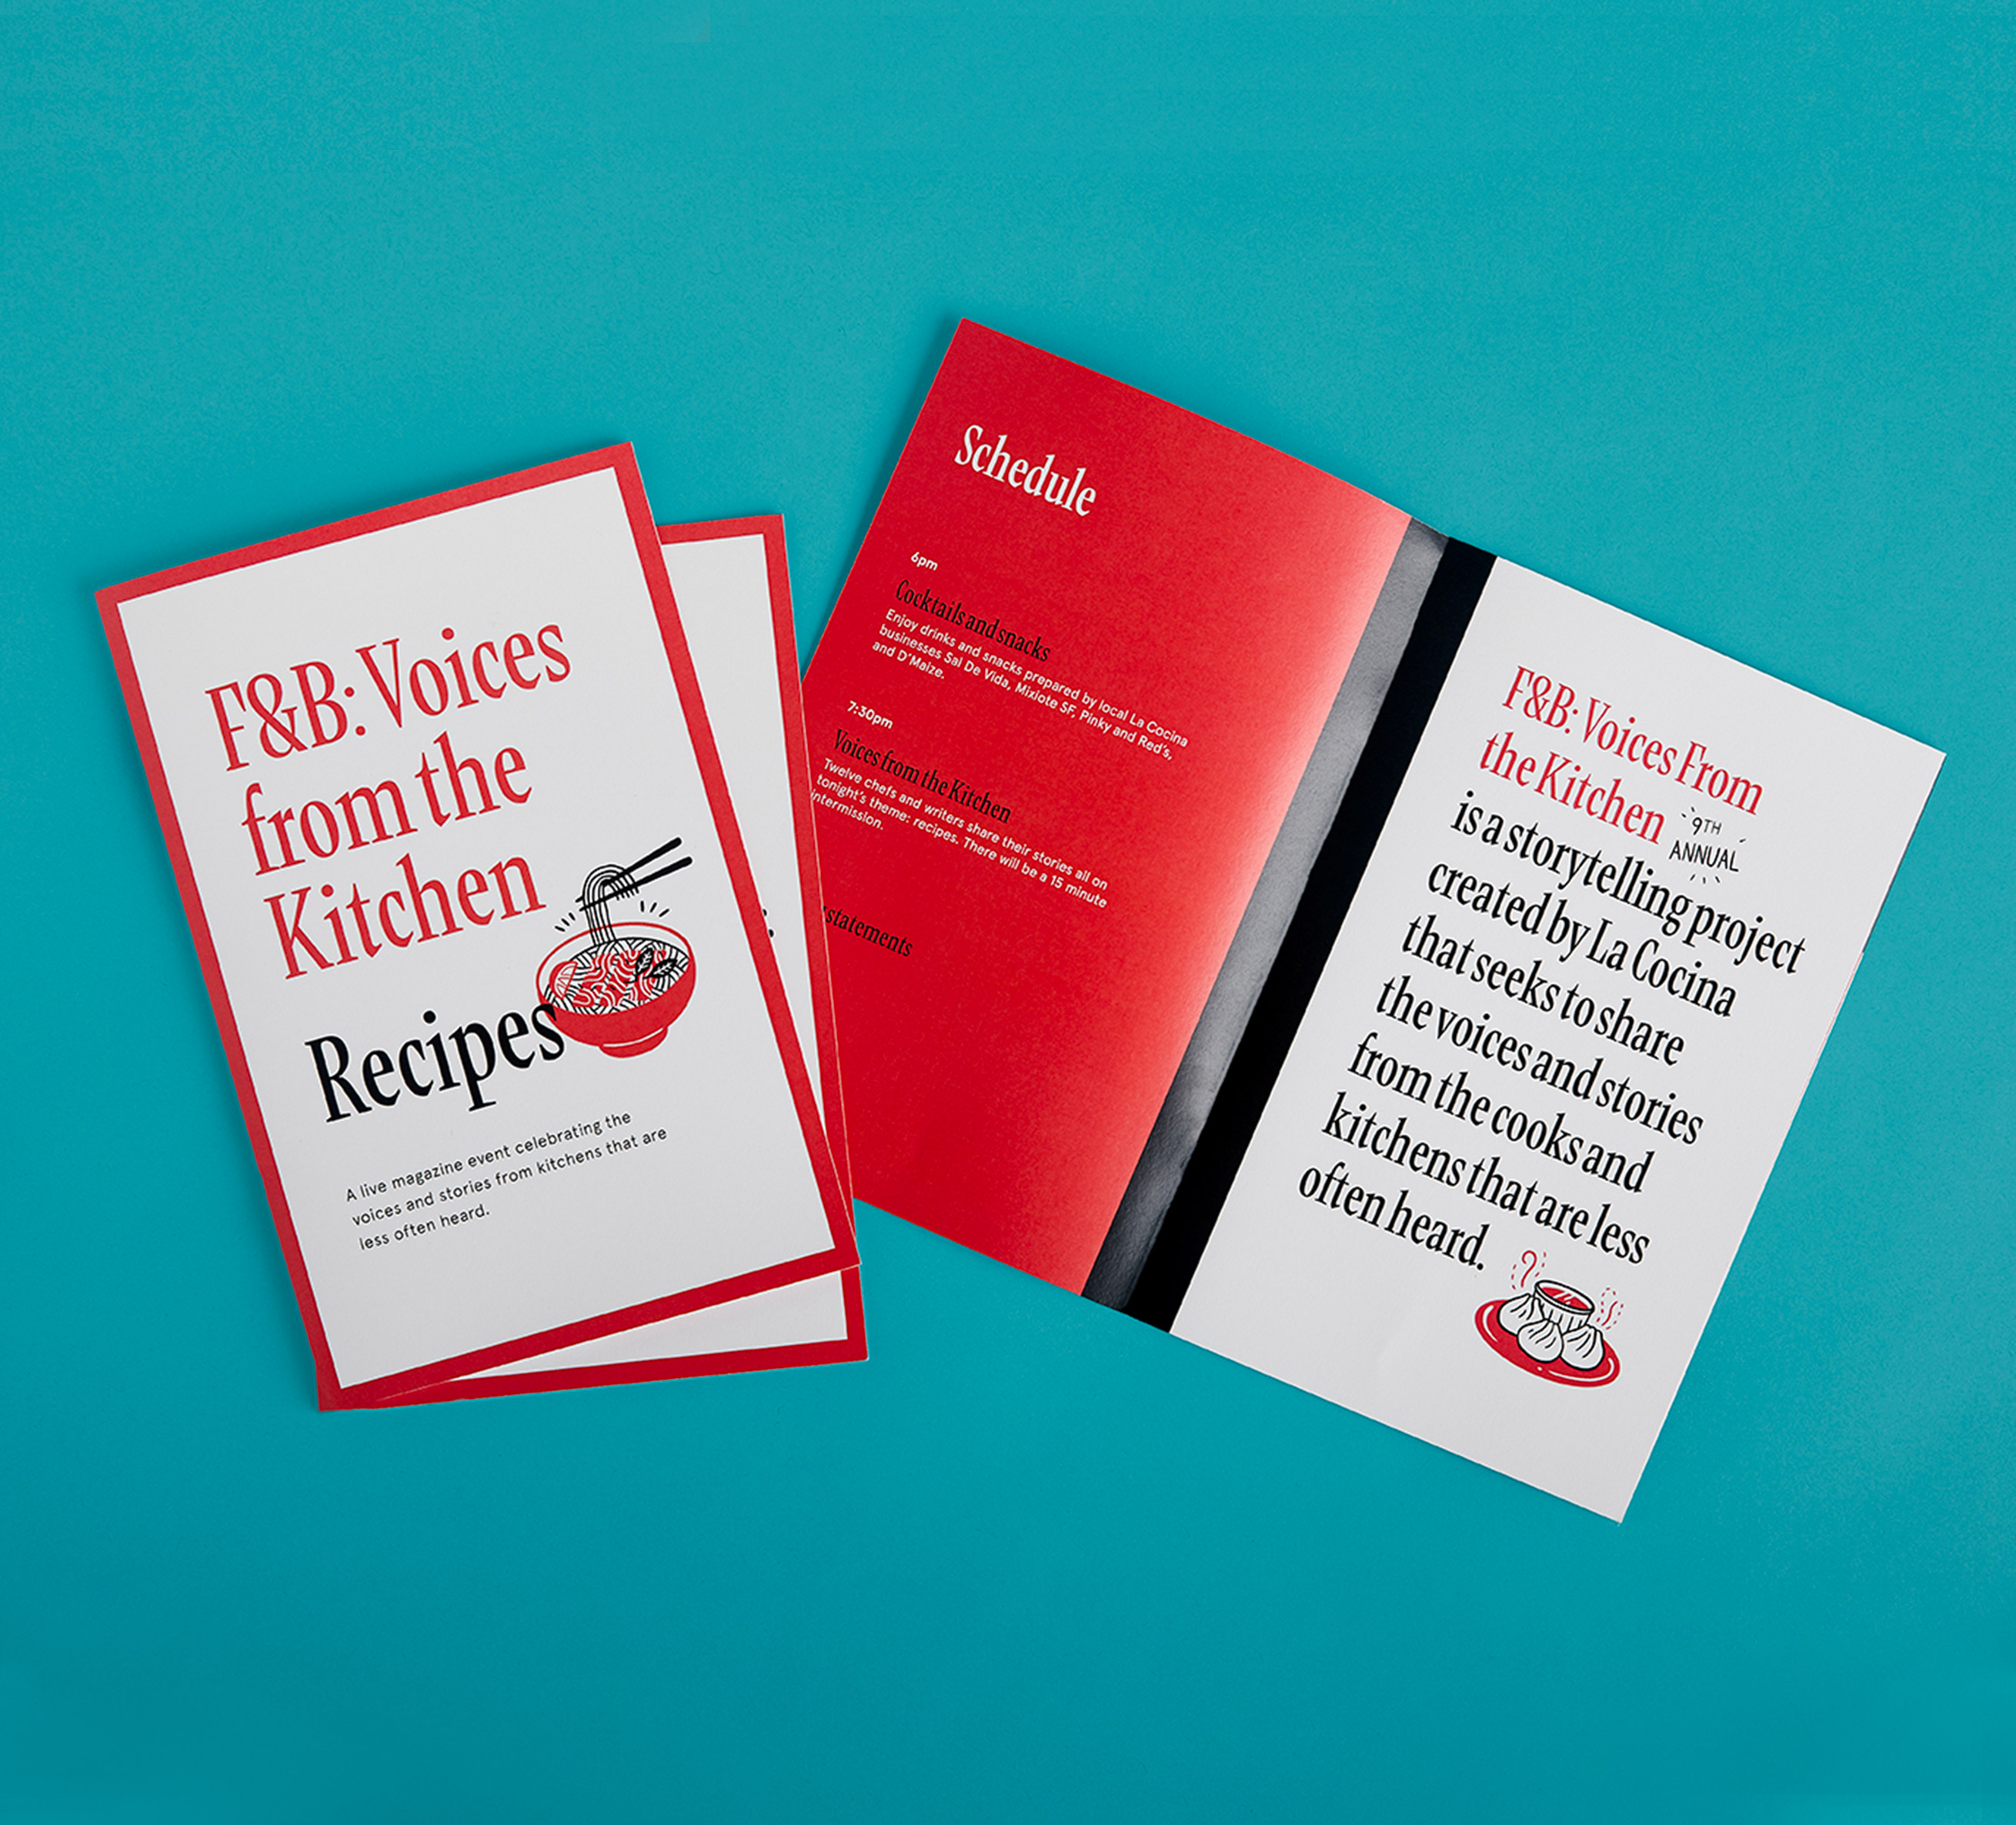 F&B: Voices
from the
Kitchen
Recipes
A live magazine event celebrating the
voices and stories from kitchens that are
less often heard.
Schedule
6pm
Cocktails and snacks
Enjoy drinks and snacks prepared by local La Cocina
businesses Sal De Vida, Mixiote SF, Pinky and Red's,
and D'Maize.
7:30pm
Voices from the Kitchen
Twelve chefs and writers share their stories all on
tonight's theme: recipes. There will be a 15 minute
intermission.
F&B: Voices From
the Kitchen
9TH
ANNUAL
is a storytelling project
created by La Cocina
that seeks to share
the voices and stories
from the cooks and
kitchens that are less
often heard.